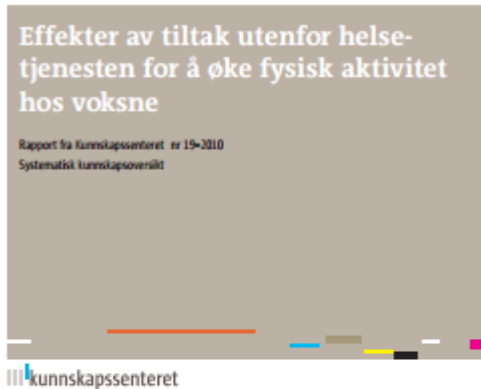 Effekter av tiltak utenfor helse-
tjenesten for å øke fysisk aktivitet
hos voksne
Rapport fra Kunnskapssenteret nr 19–2010
Systematisk kunnskapsoversikt
kunnskapssenteret